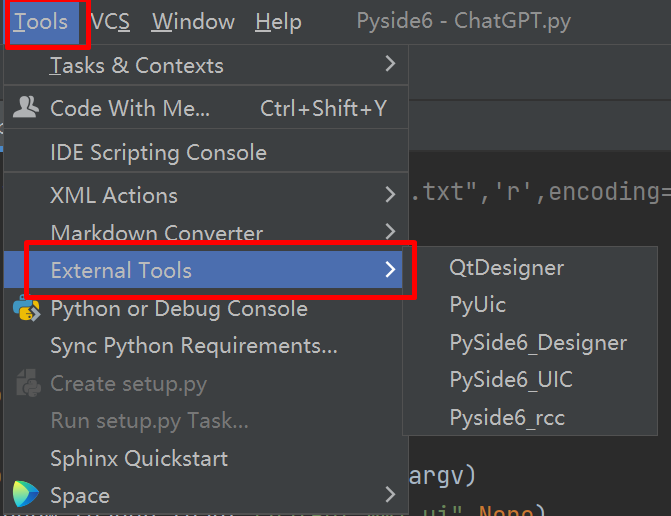 Tools VCS Window Help Pyside6 - ChatGPT.py
Tasks & Contexts
Code With Me... Ctrl+Shift+Y
IDE Scripting Console
XML Actions .txt",'r',encoding=
Markdown Converter
External Tools
QtDesigner
PyUic
PySide6_Designer
PySide6_UIC
Pyside6_rcc
Python or Debug Console
Sync Python Requirements...
Create setup.py
Run setup.py Task...
Sphinx Quickstart
argv)
Space
ui",None)